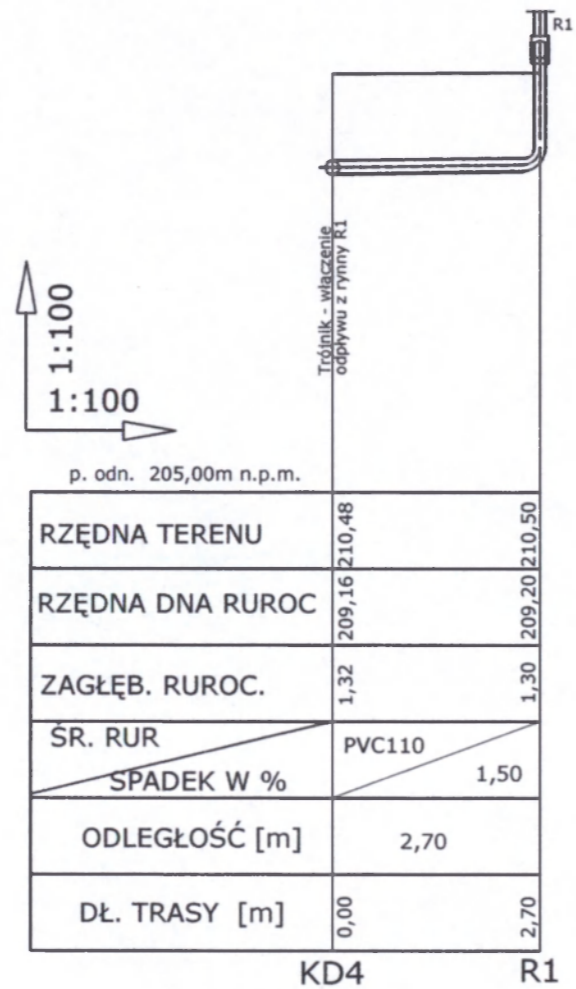 R1
Trójnik - włączenie
odpływu z rynny R1
1:100
1:100
p. odn. 205,00m n.p.m.
RZĘDNA TERENU 210,48 210,50
RZĘDNA DNA RUROC 209,16 209,20
ZAGŁĘB. RUROC. 1,32 1,30
ŚR. RUR PVC110
SPADEK W % 1,50
ODLEGŁOŚĆ [m] 2,70
DŁ. TRASY [m] 0,00 2,70
KD4 R1